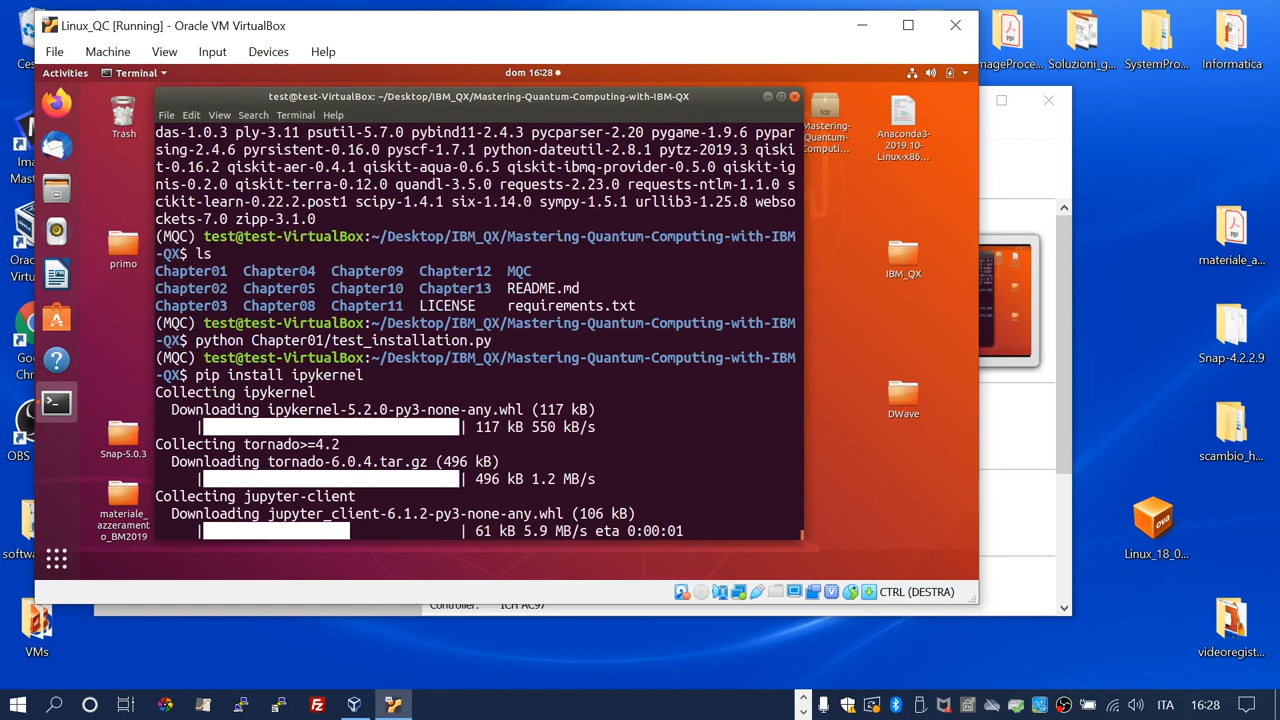 Linux_QC [Running] - Oracle VM VirtualBox
File Machine View Input Devices Help
Activities Terminal dom 16:28
test@test-VirtualBox: ~/Desktop/IBM_QX/Mastering-Quantum-Computing-with-IBM-QX
File Edit View Search Terminal Help
das-1.0.3 ply-3.11 psutil-5.7.0 pybind11-2.4.3 pycparser-2.20 pygame-1.9.6 pypar
sing-2.4.6 pyrsistent-0.16.0 pyscf-1.7.1 python-dateutil-2.8.1 pytz-2019.3 qiski
t-0.16.2 qiskit-aer-0.4.1 qiskit-aqua-0.6.5 qiskit-ibmq-provider-0.5.0 qiskit-ig
nis-0.2.0 qiskit-terra-0.12.0 quandl-3.5.0 requests-2.23.0 requests-ntlm-1.1.0 s
cikit-learn-0.22.2.post1 scipy-1.4.1 six-1.14.0 sympy-1.5.1 urllib3-1.25.8 webso
ckets-7.0 zipp-3.1.0
(MQC) test@test-VirtualBox:~/Desktop/IBM_QX/Mastering-Quantum-Computing-with-IBM
-QX$ ls
Chapter01 Chapter04 Chapter09 Chapter12 MQC
Chapter02 Chapter05 Chapter10 Chapter13 README.md
Chapter03 Chapter08 Chapter11 LICENSE requirements.txt
(MQC) test@test-VirtualBox:~/Desktop/IBM_QX/Mastering-Quantum-Computing-with-IBM
-QX$ python Chapter01/test_installation.py
(MQC) test@test-VirtualBox:~/Desktop/IBM_QX/Mastering-Quantum-Computing-with-IBM
-QX$ pip install ipykernel
Collecting ipykernel
Downloading ipykernel-5.2.0-py3-none-any.whl (117 kB)
| | 117 kB 550 kB/s
Collecting tornado>=4.2
Downloading tornado-6.0.4.tar.gz (496 kB)
| | 496 kB 1.2 MB/s
Collecting jupyter-client
Downloading jupyter_client-6.1.2-py3-none-any.whl (106 kB)
| | 61 kB 5.9 MB/s eta 0:00:01
Trash
primo
Snap-5.0.3
materiale_
azzerament
o_BM2019
Mastering-
Quantum-
Computi...
Anaconda3-
2019.10-
Linux-x86...
IBM_QX
DWave
CTRL (DESTRA)
Controller: ICH AC97
Soluzioni_g...
SystemPro...
Informatica
PDF
materiale_a...
Snap-4.2.2.9
scambio_h...
ova
Linux_18_0...
videoregist...
VMs
OBS
ITA 16:28